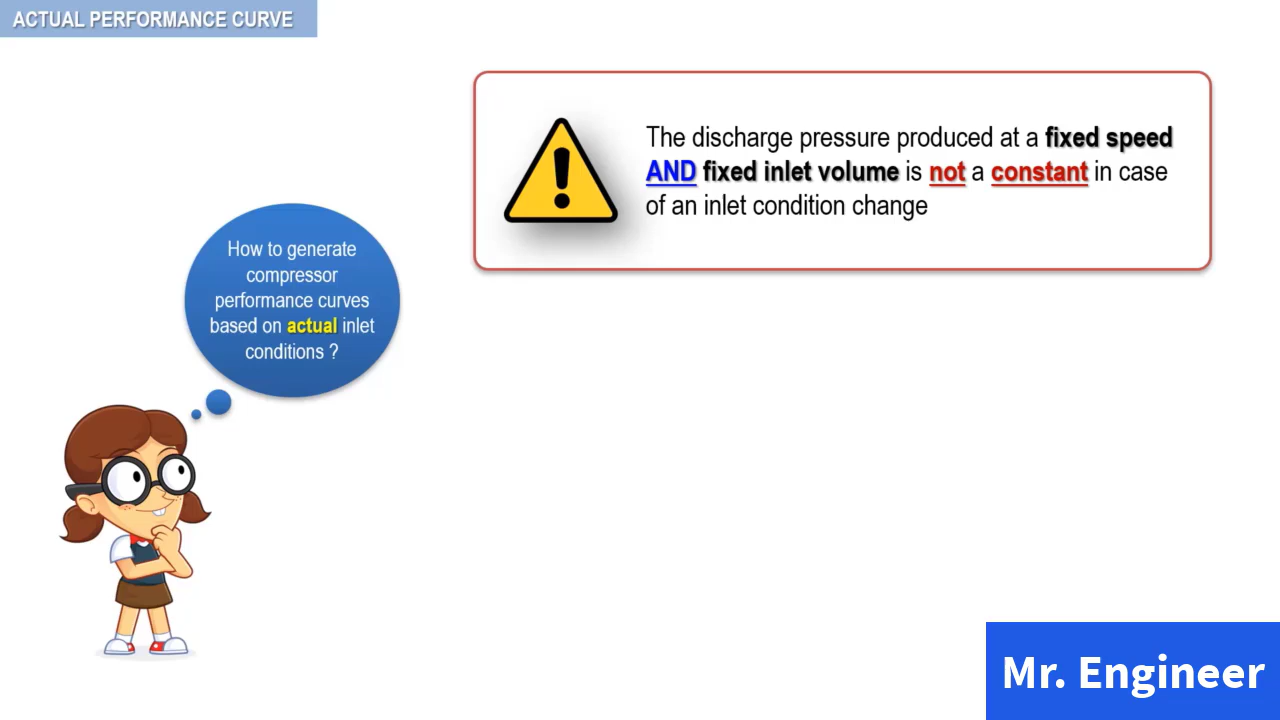 ACTUAL PERFORMANCE CURVE
The discharge pressure produced at a fixed speed
AND fixed inlet volume is not a constant in case
of an inlet condition change
How to generate
compressor
performance curves
based on actual inlet
conditions ?
Mr. Engineer